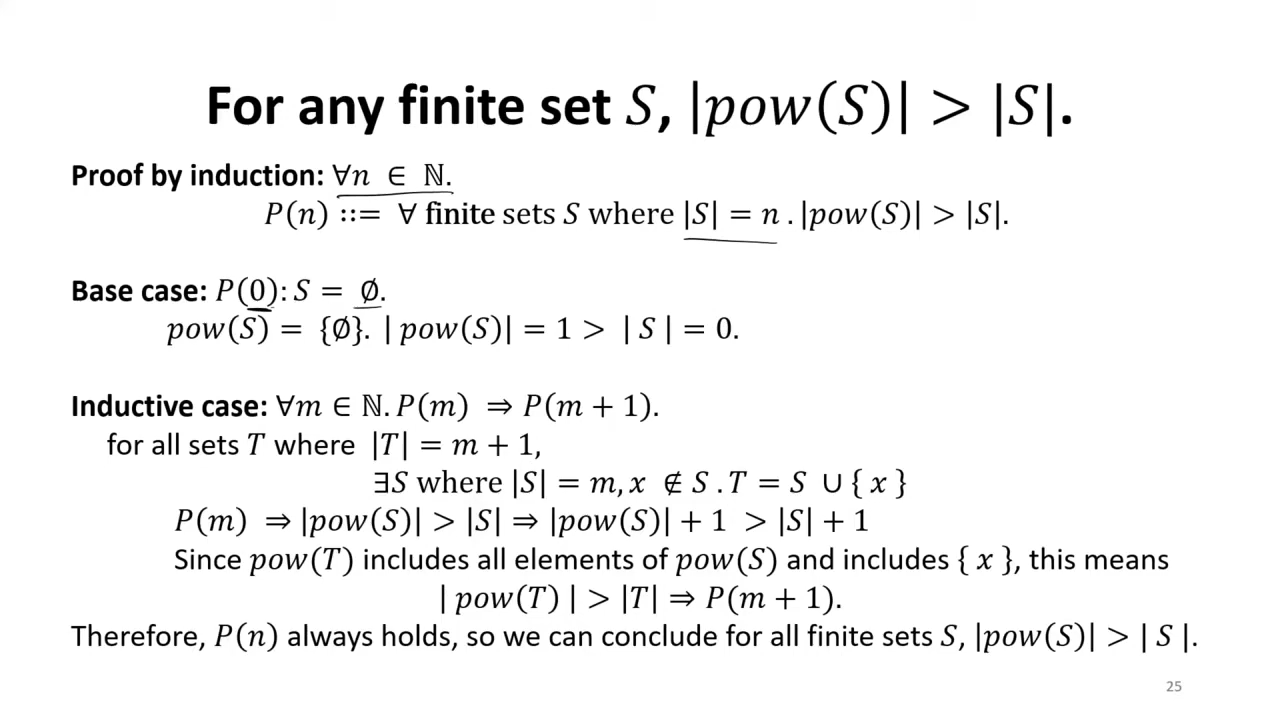 For any finite set 𝑆, |𝑝𝑜𝑤(𝑆)| > |𝑆|.
Proof by induction: ∀𝑛 ∈ ℕ.
𝑃(𝑛) ∷= ∀ finite sets 𝑆 where |𝑆| = 𝑛 . |𝑝𝑜𝑤(𝑆)| > |𝑆|.
Base case: 𝑃(0): 𝑆 = ∅.
𝑝𝑜𝑤(𝑆) = {∅}. | 𝑝𝑜𝑤(𝑆)| = 1 > | 𝑆 | = 0.
Inductive case: ∀𝑚 ∈ ℕ. 𝑃(𝑚) ⇒ 𝑃(𝑚 + 1).
for all sets 𝑇 where |𝑇| = 𝑚 + 1,
∃𝑆 where |𝑆| = 𝑚, 𝑥 ∉ 𝑆 . 𝑇 = 𝑆 ∪ { 𝑥 }
𝑃(𝑚) ⇒ |𝑝𝑜𝑤(𝑆)| > |𝑆| ⇒ |𝑝𝑜𝑤(𝑆)| + 1 > |𝑆| + 1
Since 𝑝𝑜𝑤(𝑇) includes all elements of 𝑝𝑜𝑤(𝑆) and includes { 𝑥 }, this means
| 𝑝𝑜𝑤(𝑇) | > |𝑇| ⇒ 𝑃(𝑚 + 1).
Therefore, 𝑃(𝑛) always holds, so we can conclude for all finite sets 𝑆, |𝑝𝑜𝑤(𝑆)| > | 𝑆 |.
25